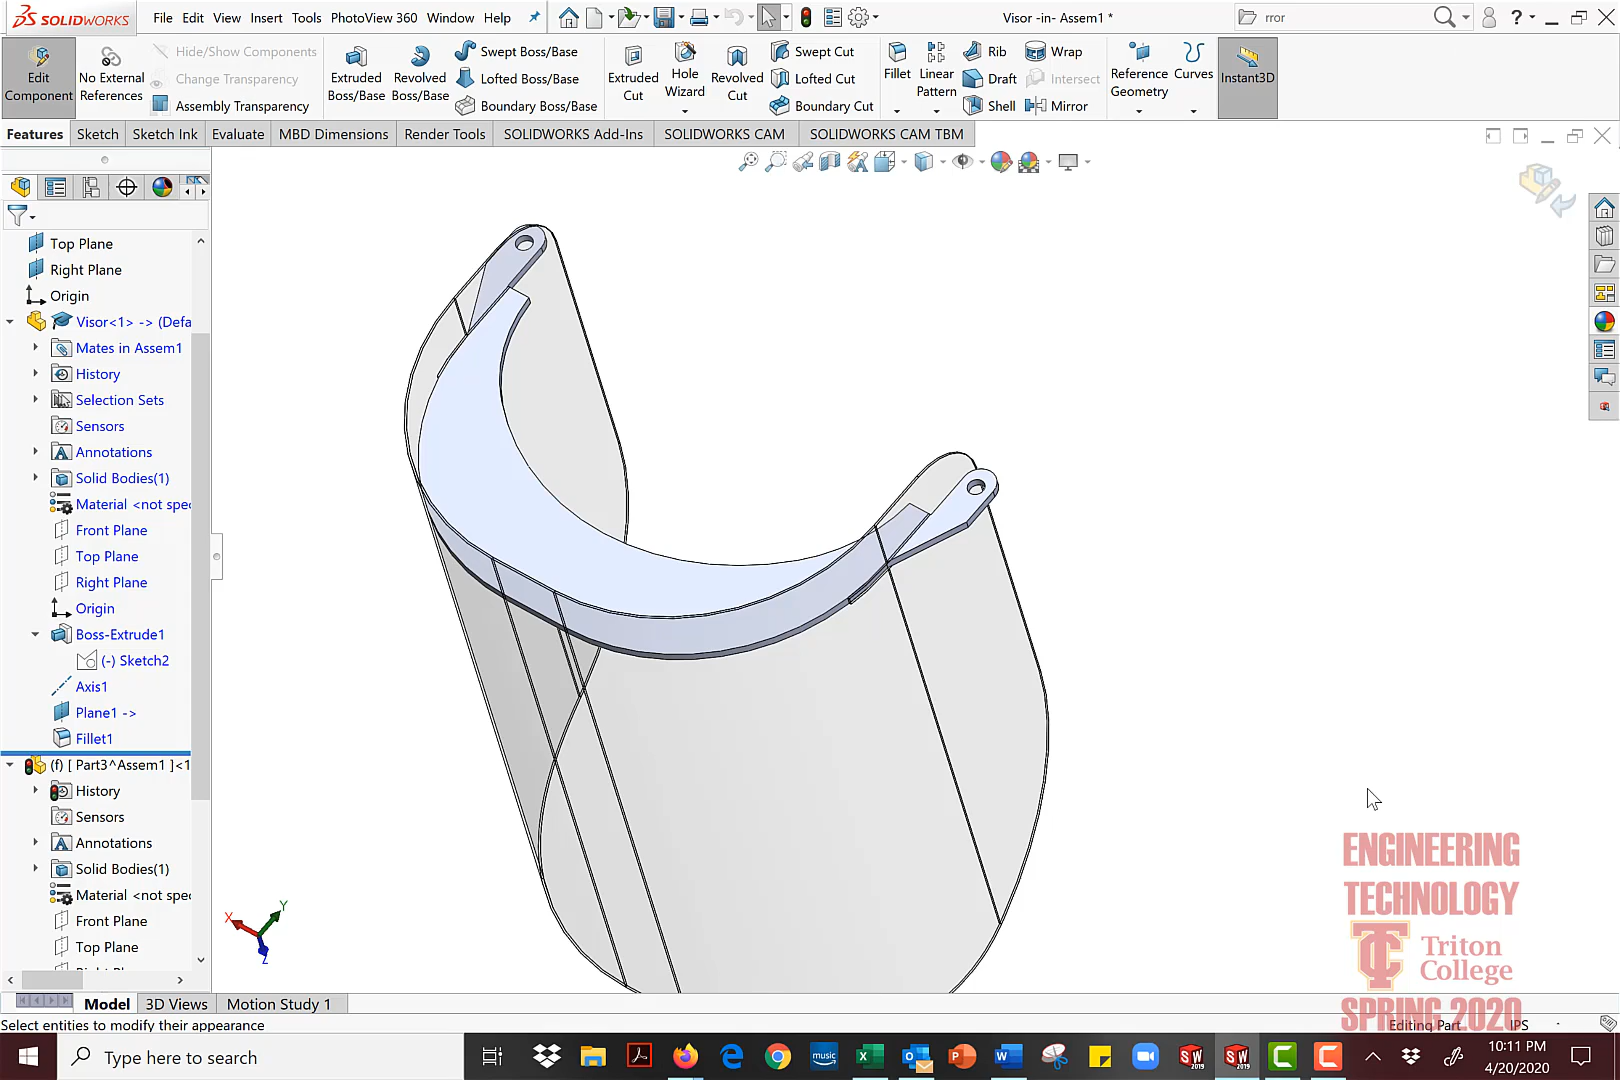 SOLIDWORKS
File Edit View Insert Tools PhotoView 360 Window Help
Visor -in- Assem1 *
rror
Edit Component
No External References
Hide/Show Components
Change Transparency
Assembly Transparency
Extruded Boss/Base
Revolved Boss/Base
Swept Boss/Base
Lofted Boss/Base
Boundary Boss/Base
Extruded Cut
Hole Wizard
Revolved Cut
Swept Cut
Lofted Cut
Boundary Cut
Fillet
Linear Pattern
Rib
Draft
Shell
Wrap
Intersect
Mirror
Reference Geometry
Curves
Instant3D
Features Sketch Sketch Ink Evaluate MBD Dimensions Render Tools SOLIDWORKS Add-Ins SOLIDWORKS CAM SOLIDWORKS CAM TBM
Top Plane
Right Plane
Origin
Visor<1> -> (Defa
Mates in Assem1
History
Selection Sets
Sensors
Annotations
Solid Bodies(1)
Material <not spec
Front Plane
Top Plane
Right Plane
Origin
Boss-Extrude1
(-) Sketch2
Axis1
Plane1 ->
Fillet1
(f) [ Part3^Assem1 ]<1
History
Sensors
Annotations
Solid Bodies(1)
Material <not spec
Front Plane
Top Plane
X Y Z
ENGINEERING
TECHNOLOGY
TC Triton
College
SPRING 2020
Model 3D Views Motion Study 1
Select entities to modify their appearance
Editing Part
IPS
Type here to search
music
SW 2019
SW 2019
10:11 PM
4/20/2020